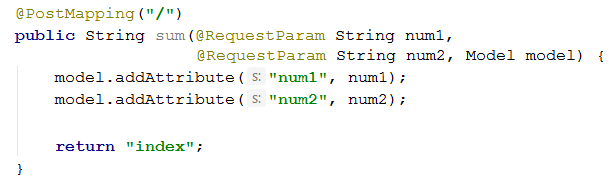 @PostMapping("/")
public String sum(@RequestParam String num1,
                  @RequestParam String num2, Model model) {
    model.addAttribute( s: "num1", num1);
    model.addAttribute( s: "num2", num2);

    return "index";
}